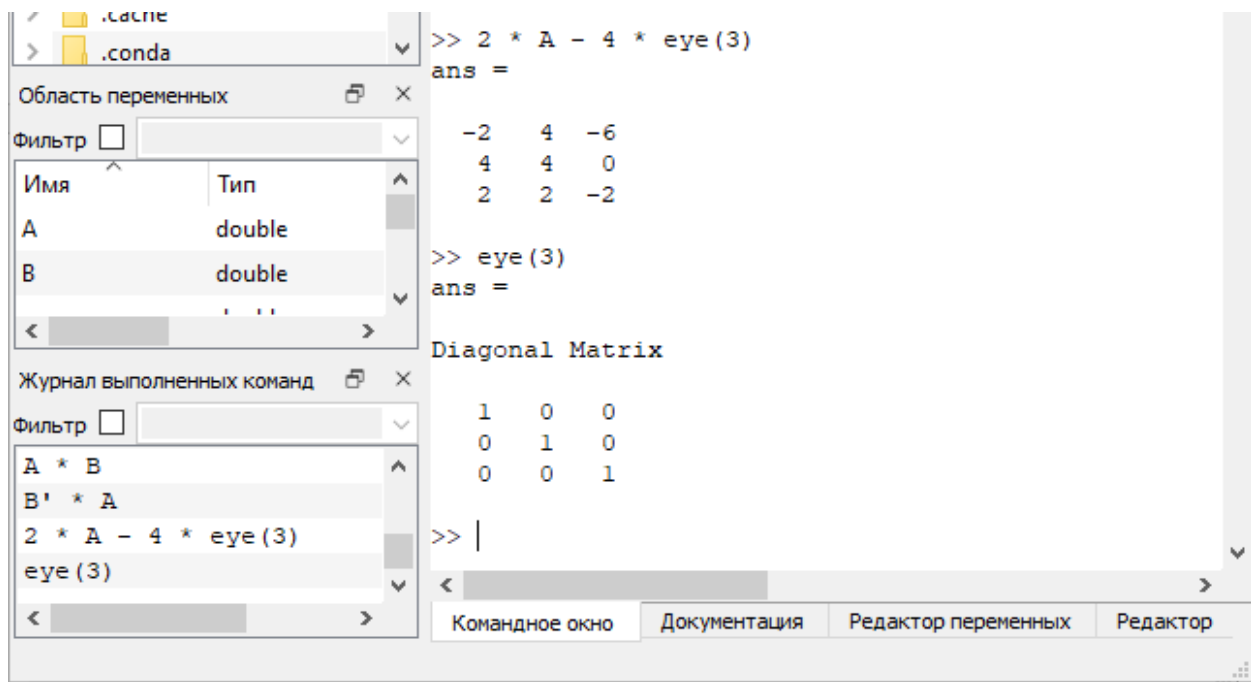 .cache
.conda
Область переменных
Фильтр
Имя Тип
A double
B double
Журнал выполненных команд
Фильтр
A * B
B' * A
2 * A - 4 * eye(3)
eye(3)
>> 2 * A - 4 * eye(3)
ans =
-2 4 -6
4 4 0
2 2 -2
>> eye(3)
ans =
Diagonal Matrix
1 0 0
0 1 0
0 0 1
>>
Командное окно Документация Редактор переменных Редактор